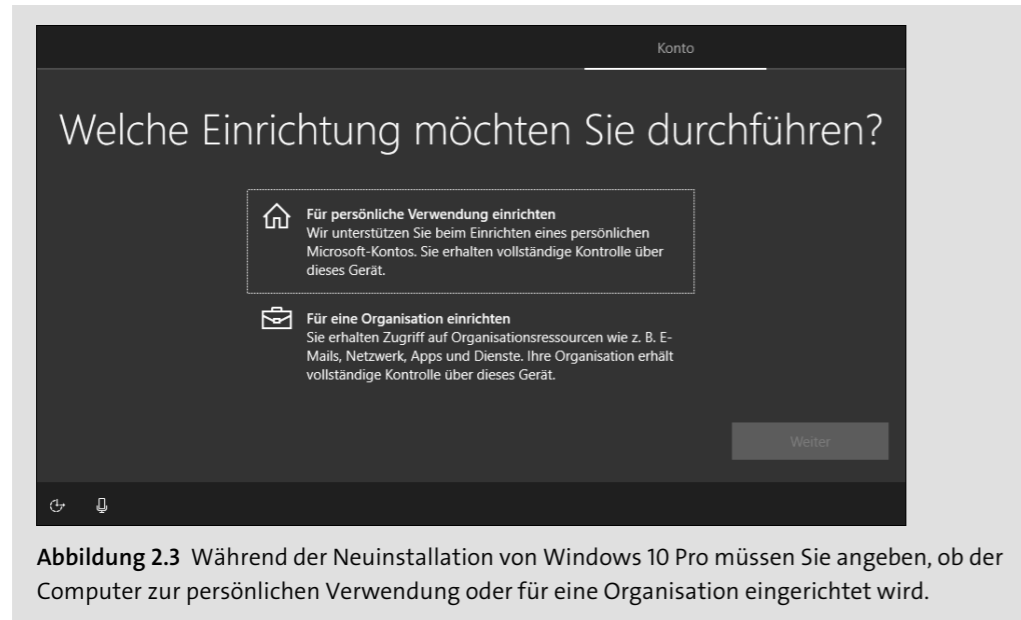 Konto
Welche Einrichtung möchten Sie durchführen?
Für persönliche Verwendung einrichten
Wir unterstützen Sie beim Einrichten eines persönlichen
Microsoft-Kontos. Sie erhalten vollständige Kontrolle über
dieses Gerät.
Für eine Organisation einrichten
Sie erhalten Zugriff auf Organisationsressourcen wie z. B. E-
Mails, Netzwerk, Apps und Dienste. Ihre Organisation erhält
vollständige Kontrolle über dieses Gerät.
Weiter
Abbildung 2.3 Während der Neuinstallation von Windows 10 Pro müssen Sie angeben, ob der
Computer zur persönlichen Verwendung oder für eine Organisation eingerichtet wird.